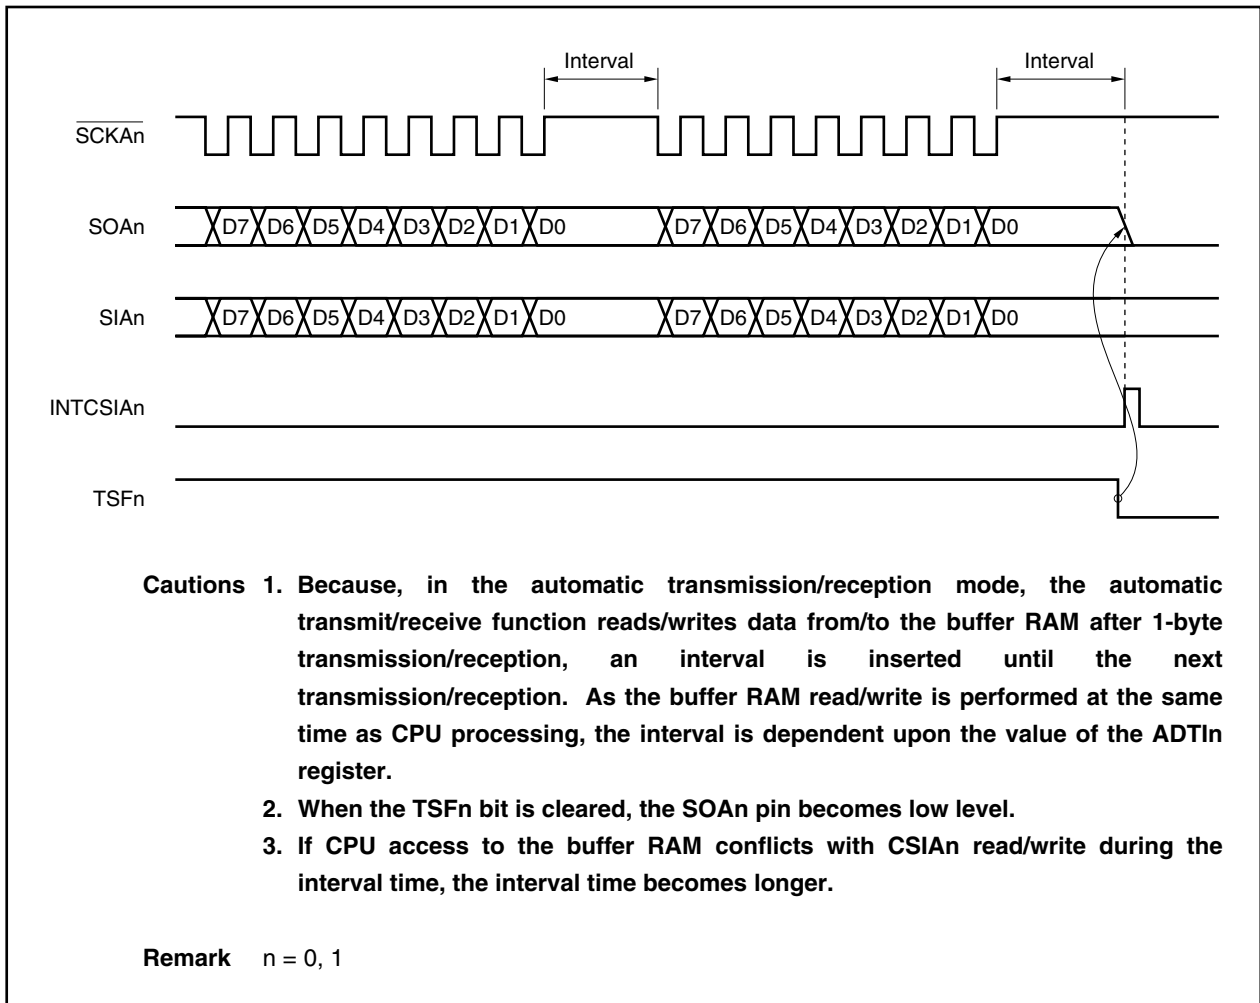 Interval Interval
SCKAn
SOAn D7 D6 D5 D4 D3 D2 D1 D0 D7 D6 D5 D4 D3 D2 D1 D0
SIAn D7 D6 D5 D4 D3 D2 D1 D0 D7 D6 D5 D4 D3 D2 D1 D0
INTCSIAn
TSFn
Cautions 1. Because, in the automatic transmission/reception mode, the automatic
transmit/receive function reads/writes data from/to the buffer RAM after 1-byte
transmission/reception, an interval is inserted until the next
transmission/reception. As the buffer RAM read/write is performed at the same
time as CPU processing, the interval is dependent upon the value of the ADTIn
register.
2. When the TSFn bit is cleared, the SOAn pin becomes low level.
3. If CPU access to the buffer RAM conflicts with CSIAn read/write during the
interval time, the interval time becomes longer.
Remark n = 0, 1